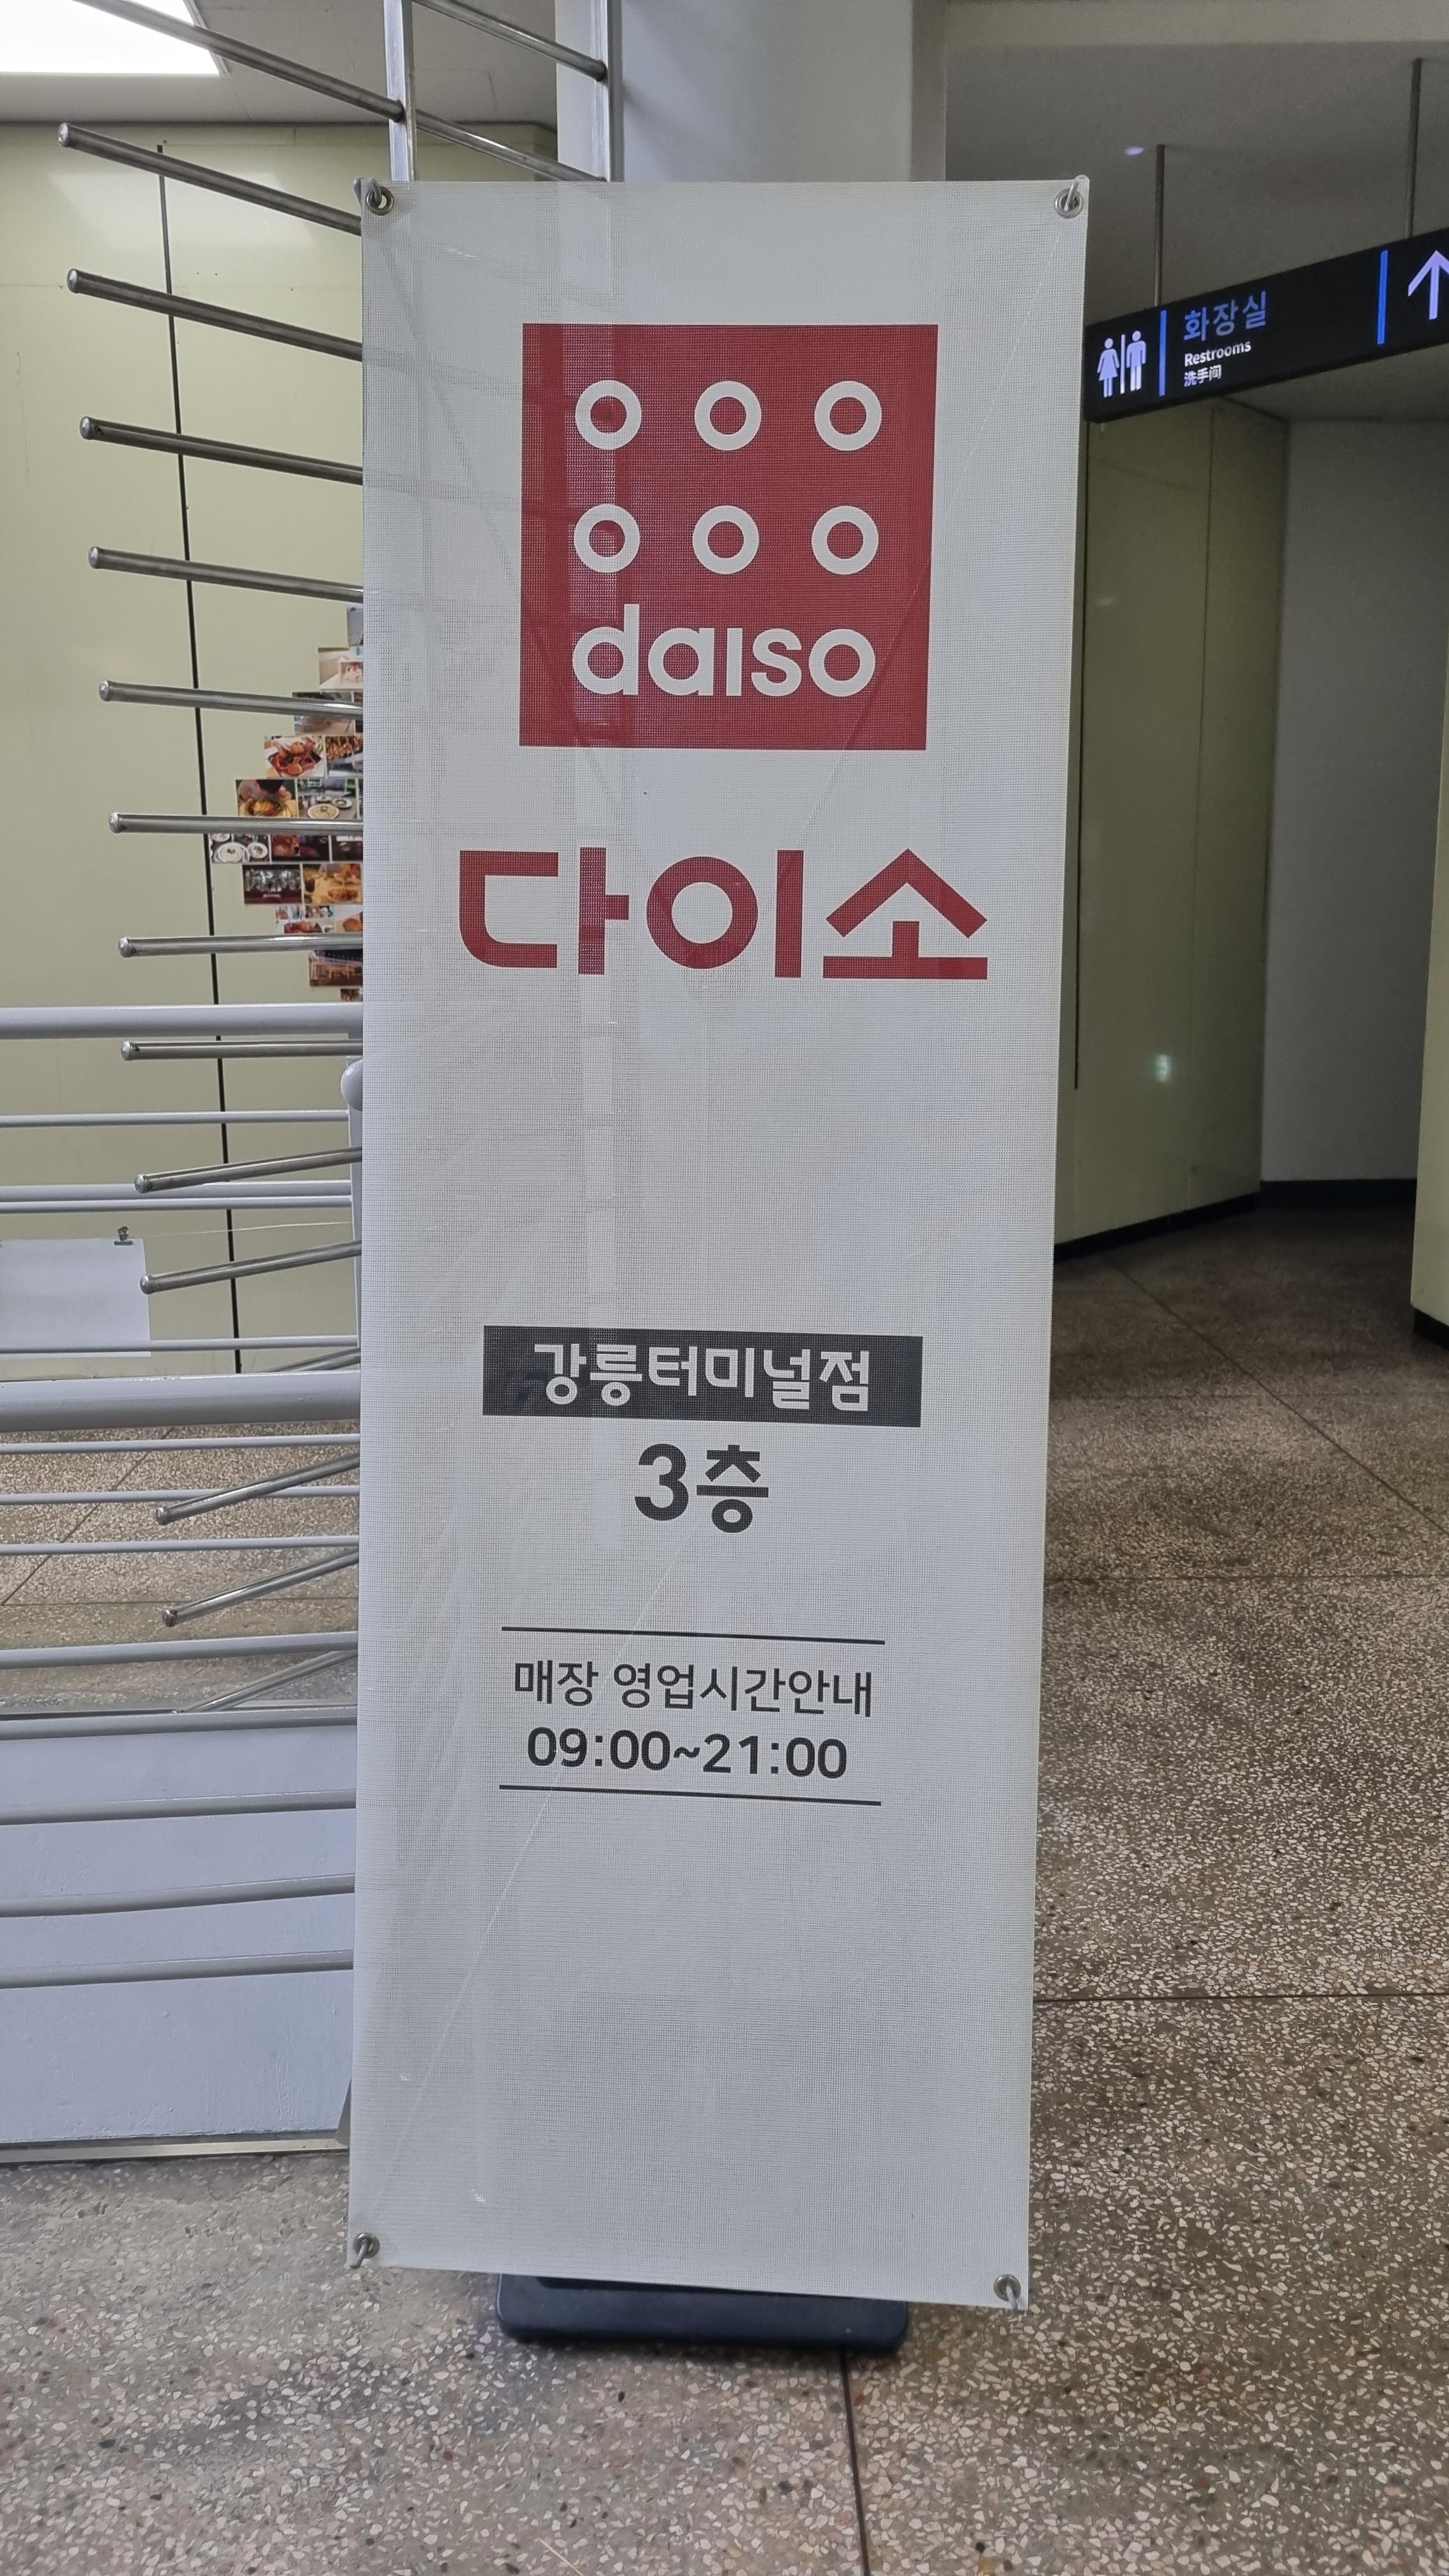 daiso
다이소
강릉터미널점
3층
매장 영업시간안내
09:00~21:00
화장실
Restrooms
洗手间